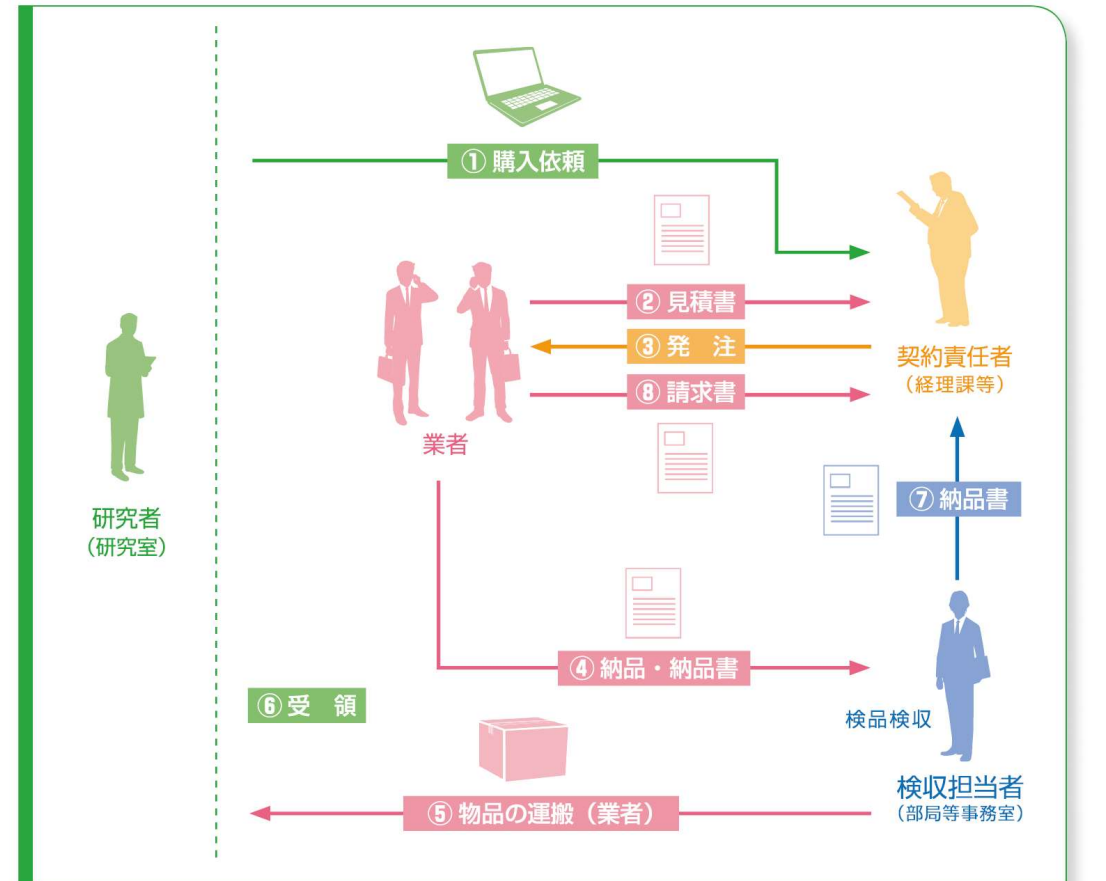 ① 購入依頼
② 見積書
③ 発　注
契約責任者
（経理課等）
⑧ 請求書
業者
⑦ 納品書
研究者
（研究室）
④ 納品・納品書
⑥ 受　領
検品検収
検収担当者
（部局等事務室）
⑤ 物品の運搬（業者）